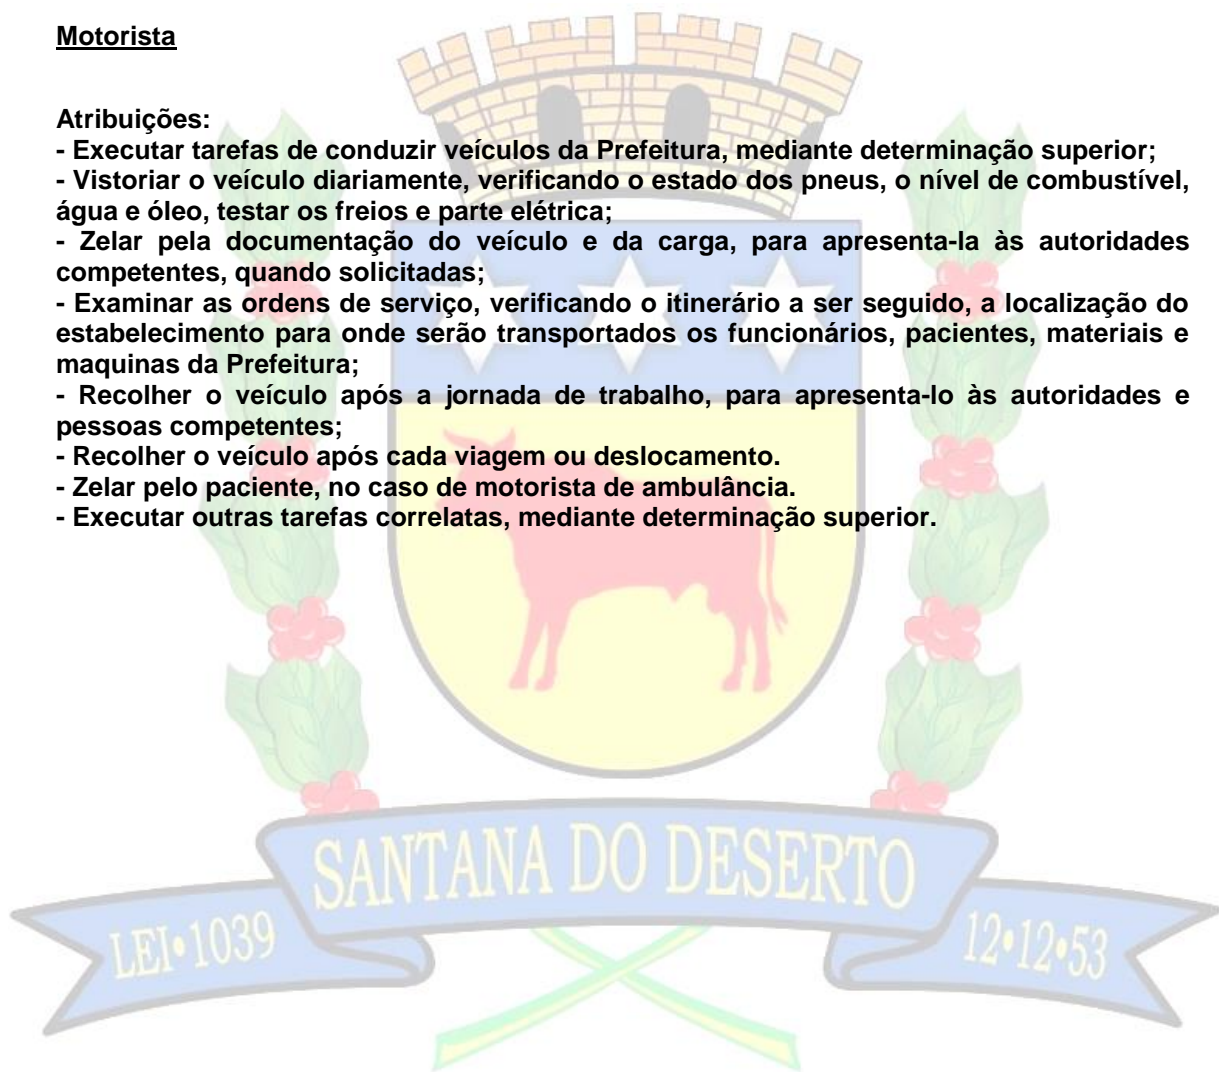 Motorista
Atribuições:
- Executar tarefas de conduzir veículos da Prefeitura, mediante determinação superior;
- Vistoriar o veículo diariamente, verificando o estado dos pneus, o nível de combustível,
água e óleo, testar os freios e parte elétrica;
- Zelar pela documentação do veículo e da carga, para apresenta-la às autoridades
competentes, quando solicitadas;
- Examinar as ordens de serviço, verificando o itinerário a ser seguido, a localização do
estabelecimento para onde serão transportados os funcionários, pacientes, materiais e
maquinas da Prefeitura;
- Recolher o veículo após a jornada de trabalho, para apresenta-lo às autoridades e
pessoas competentes;
- Recolher o veículo após cada viagem ou deslocamento.
- Zelar pelo paciente, no caso de motorista de ambulância.
- Executar outras tarefas correlatas, mediante determinação superior.
SANTANA DO DESERTO
LEI•1039
12•12•53